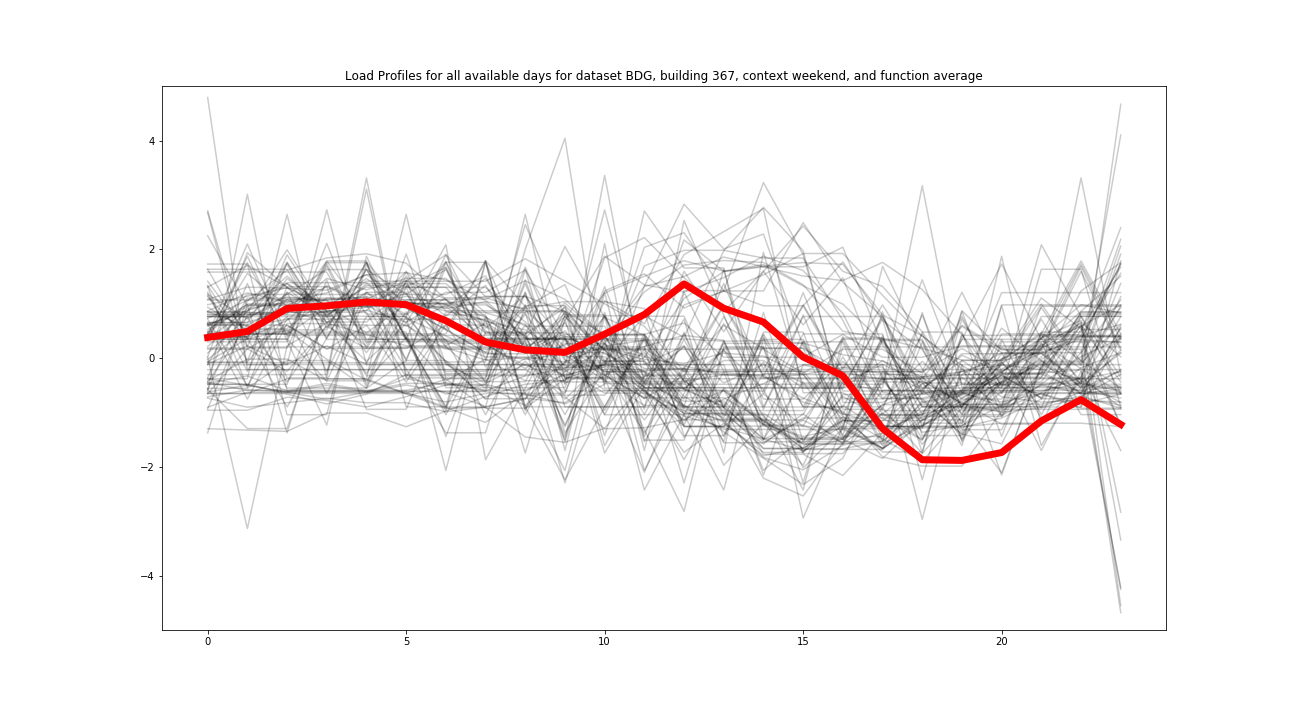 Load Profiles for all available days for dataset BDG, building 367, context weekend, and function average
4
2
0
−2
−4
0 5 10 15 20